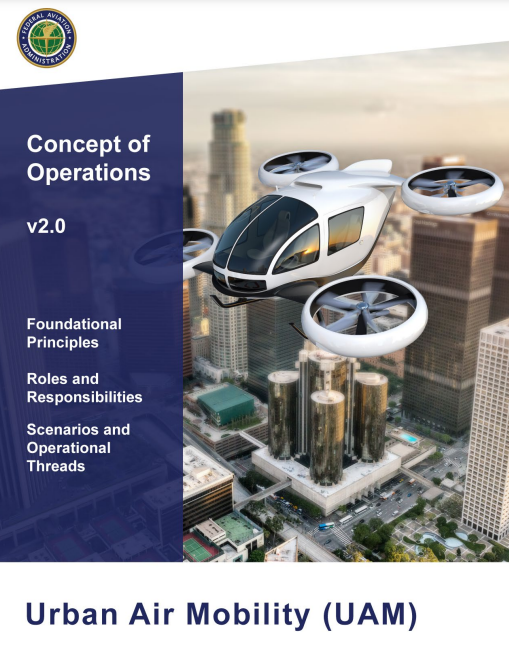 FEDERAL AVIATION
ADMINISTRATION
Concept of
Operations
v2.0
Foundational
Principles
Roles and
Responsibilities
Scenarios and
Operational
Threads
Urban Air Mobility (UAM)